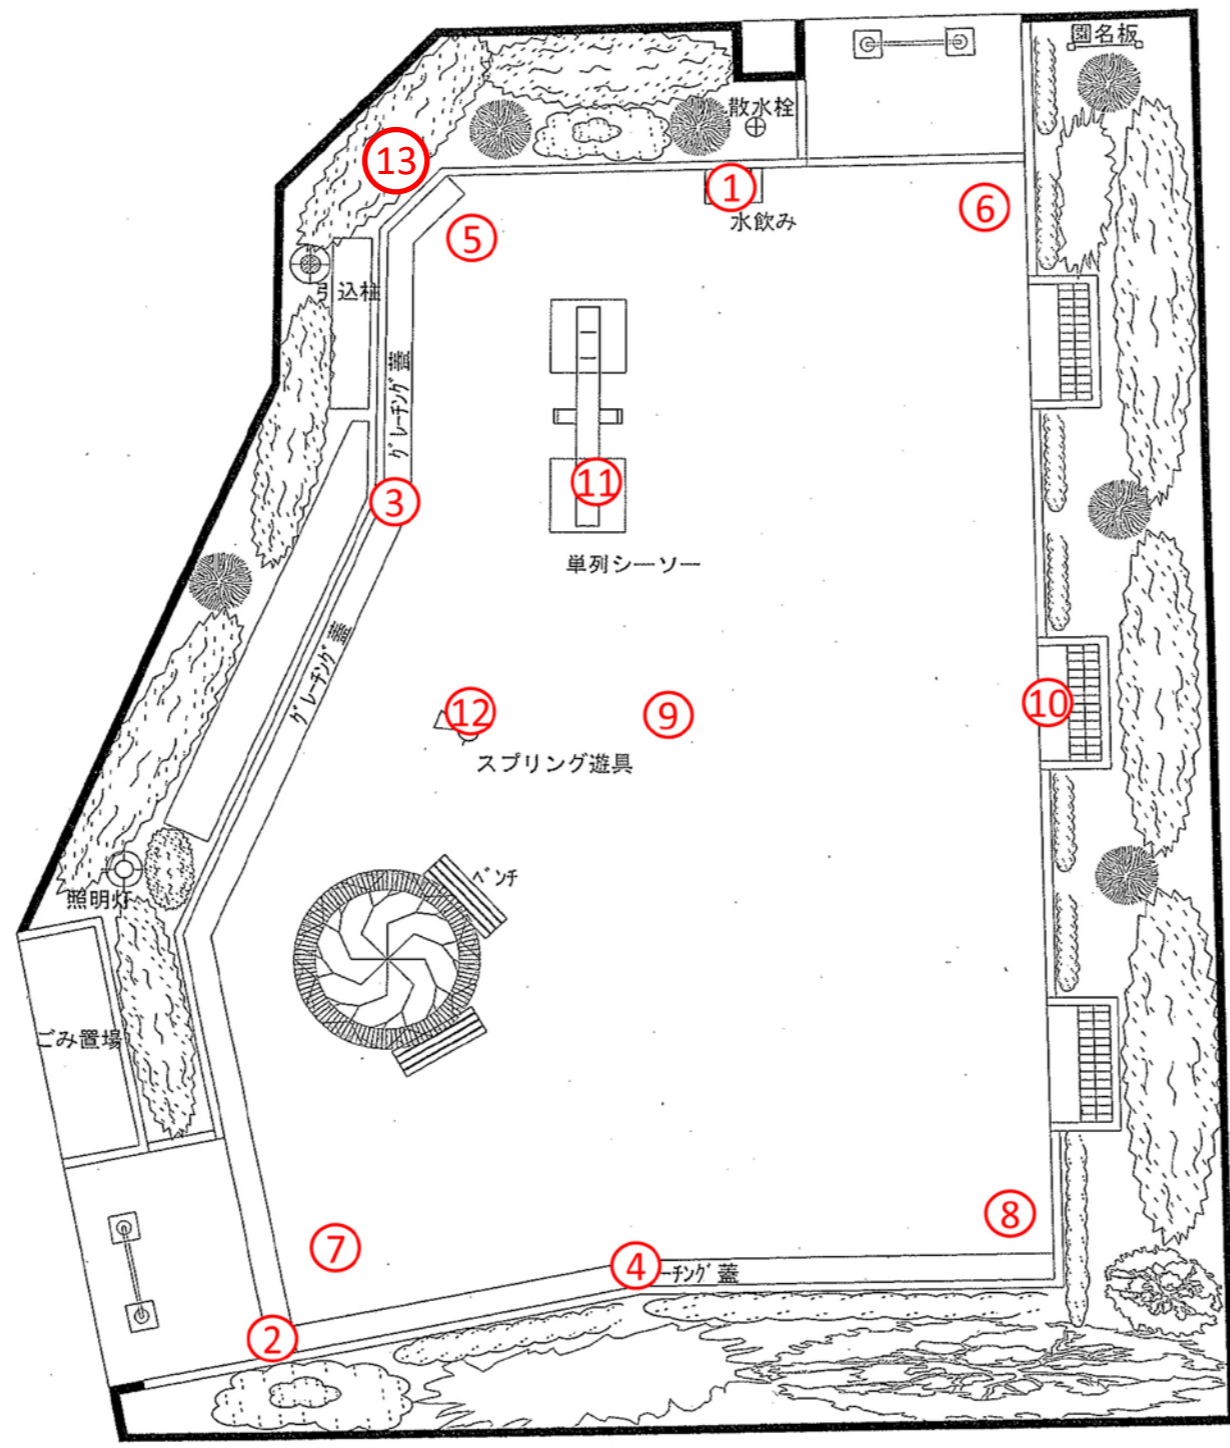 園名板
散水栓
⑬
①
水飲み
⑥
⑤
引込柱
グレーチング蓋
③
⑪
単列シーソー
グレーチング蓋
⑫
⑨
⑩
スプリング遊具
ベンチ
照明灯
ごみ置場
⑧
⑦
④
ーチング蓋
②